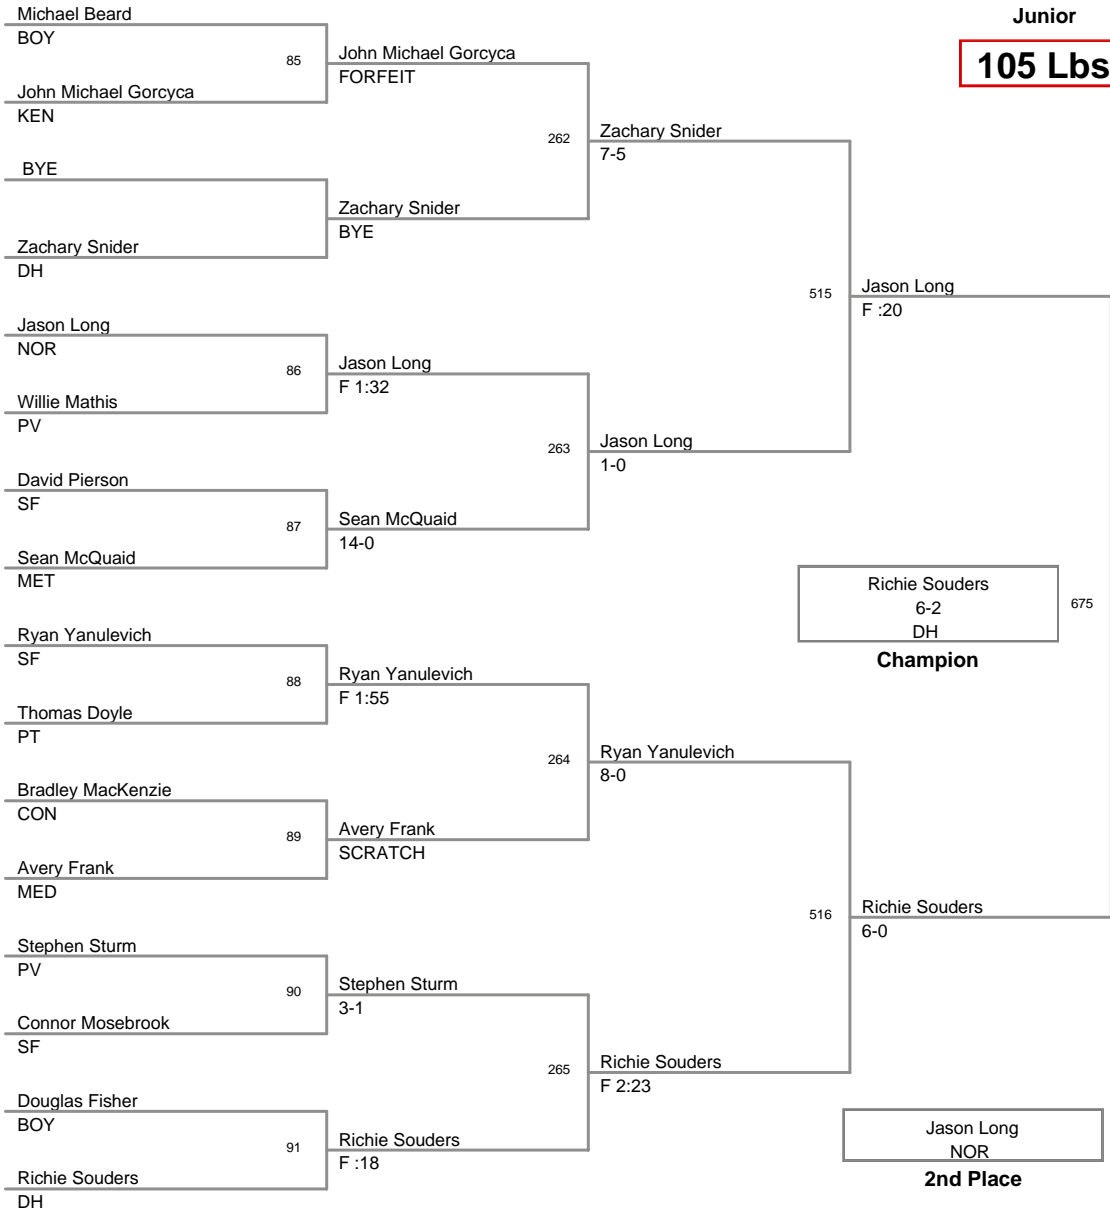 Michael Beard
BOY
Junior
105 Lbs
85
John Michael Gorcyca
FORFEIT
John Michael Gorcyca
KEN
262
Zachary Snider
7-5
BYE
Zachary Snider
BYE
Zachary Snider
DH
515
Jason Long
F :20
Jason Long
NOR
86
Jason Long
F 1:32
Willie Mathis
PV
263
Jason Long
1-0
David Pierson
SF
87
Sean McQuaid
14-0
Sean McQuaid
MET
Richie Souders
6-2
DH
675
Champion
Ryan Yanulevich
SF
88
Ryan Yanulevich
F 1:55
Thomas Doyle
PT
264
Ryan Yanulevich
8-0
Bradley MacKenzie
CON
89
Avery Frank
SCRATCH
Avery Frank
MED
516
Richie Souders
6-0
Stephen Sturm
PV
90
Stephen Sturm
3-1
Connor Mosebrook
SF
265
Richie Souders
F 2:23
Douglas Fisher
BOY
91
Richie Souders
F :18
Richie Souders
DH
Jason Long
NOR
2nd Place